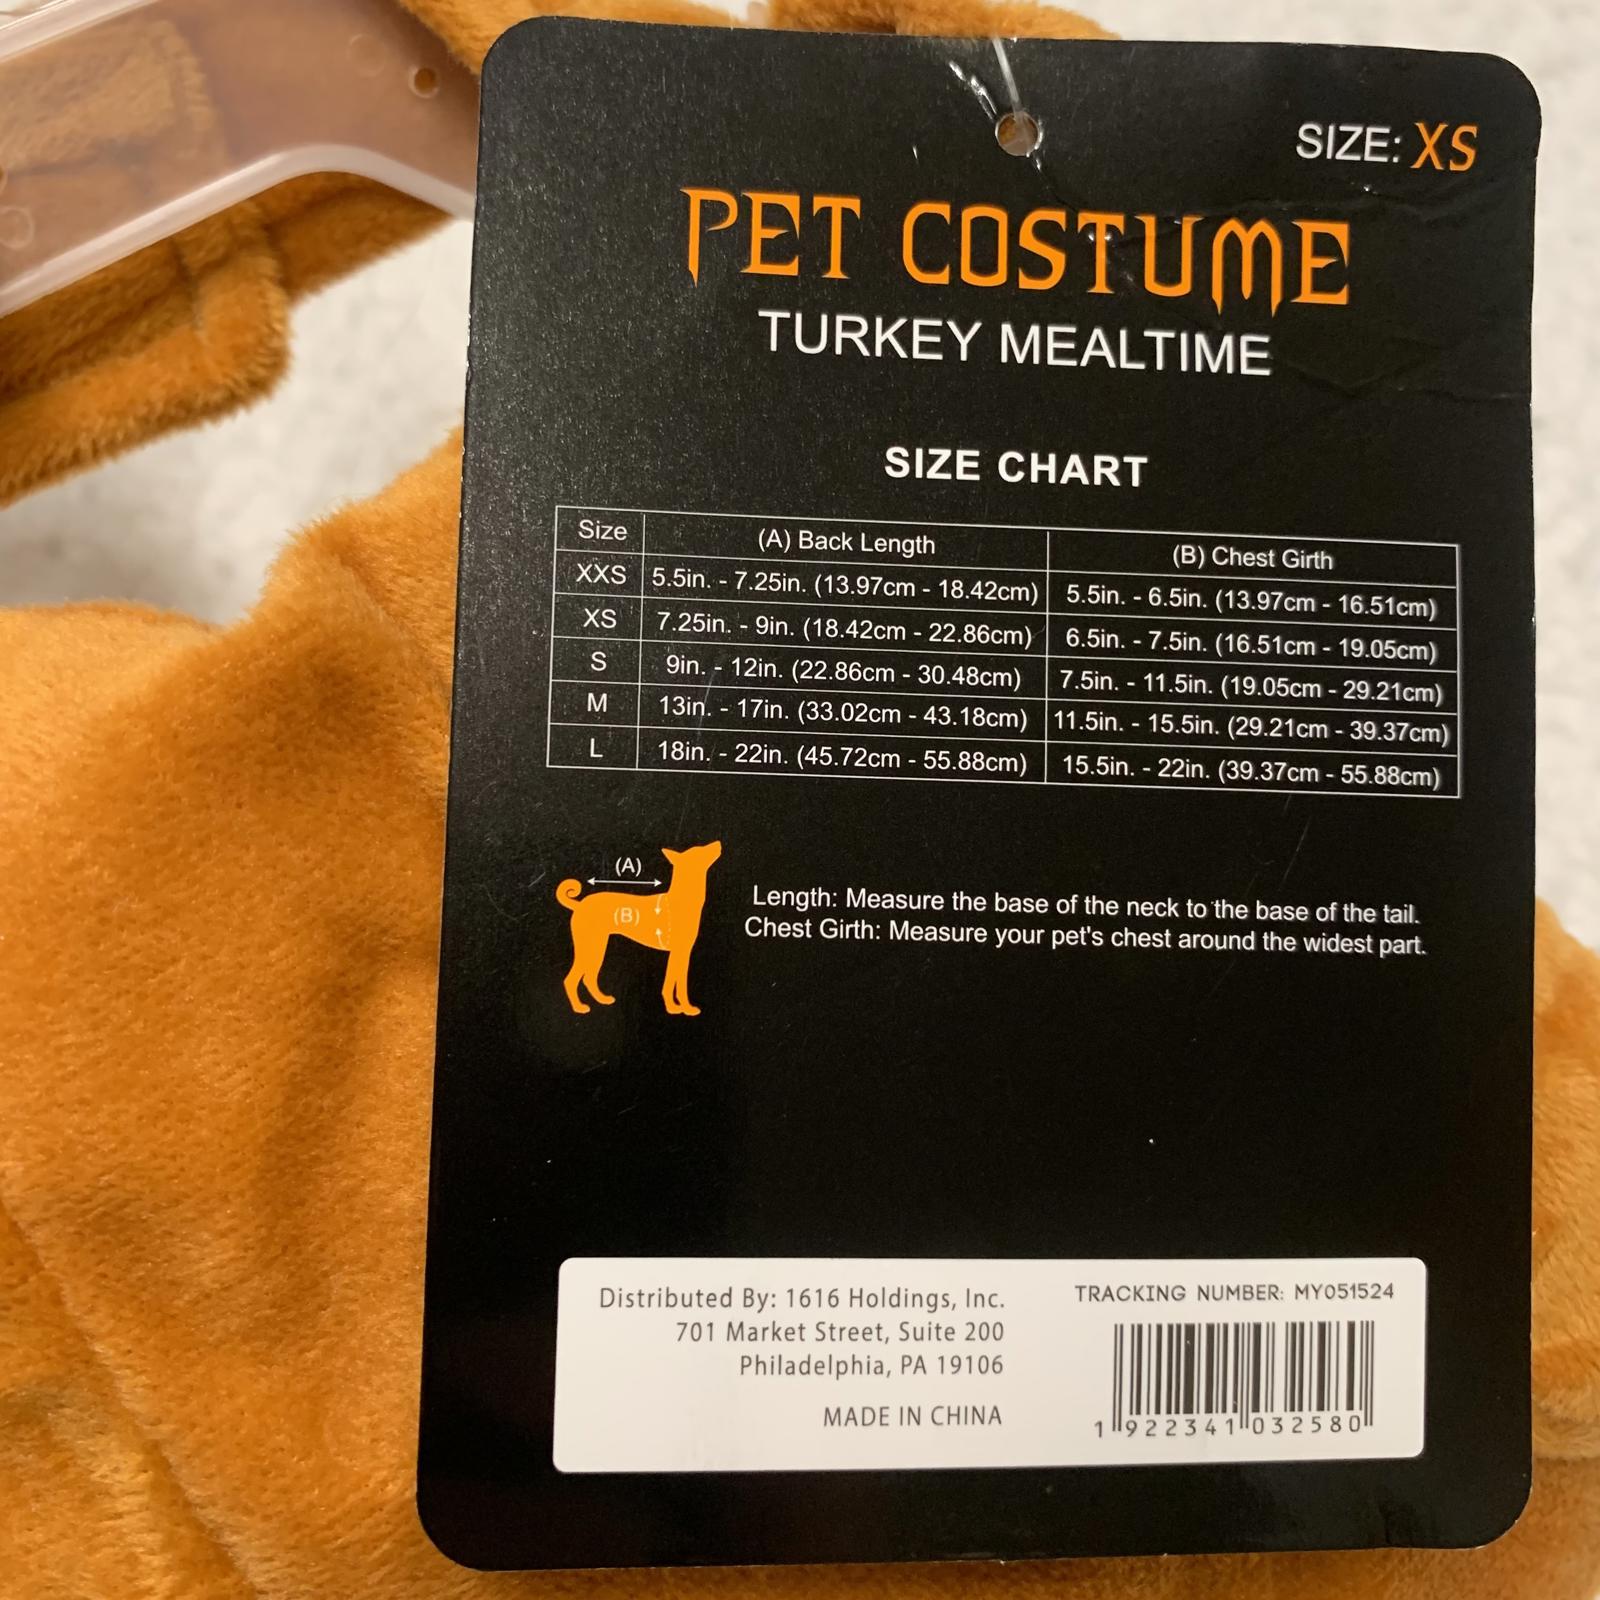 SIZE: XS
PET COSTUME
TURKEY MEALTIME
SIZE CHART
Size (A) Back Length (B) Chest Girth
XXS 5.5in. - 7.25in. (13.97cm - 18.42cm) 5.5in. - 6.5in. (13.97cm - 16.51cm)
XS 7.25in. - 9in. (18.42cm - 22.86cm) 6.5in. - 7.5in. (16.51cm - 19.05cm)
S 9in. - 12in. (22.86cm - 30.48cm) 7.5in. - 11.5in. (19.05cm - 29.21cm)
M 13in. - 17in. (33.02cm - 43.18cm) 11.5in. - 15.5in. (29.21cm - 39.37cm)
L 18in. - 22in. (45.72cm - 55.88cm) 15.5in. - 22in. (39.37cm - 55.88cm)
(A)
(B)
Length: Measure the base of the neck to the base of the tail.
Chest Girth: Measure your pet's chest around the widest part.
Distributed By: 1616 Holdings, Inc.
701 Market Street, Suite 200
Philadelphia, PA 19106
MADE IN CHINA
TRACKING NUMBER: MY051524
1 922341 032580